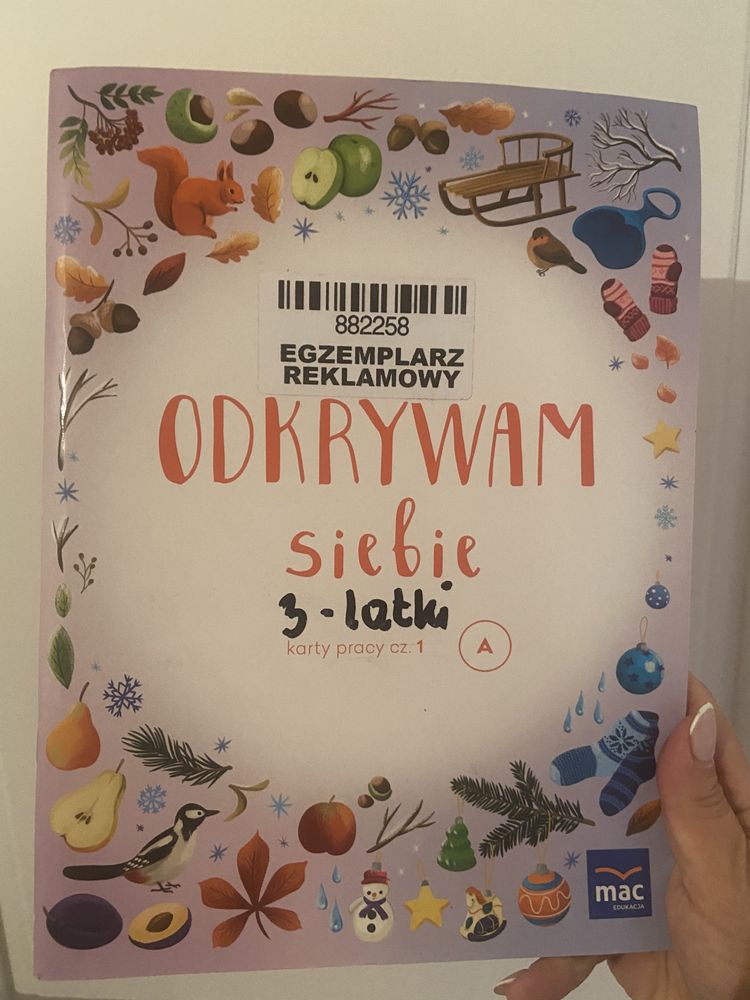 882258
EGZEMPLARZ
REKLAMOWY
ODKRYWAM
siebie
3-latki
karty pracy cz. 1 A
mac
EDUKACJA